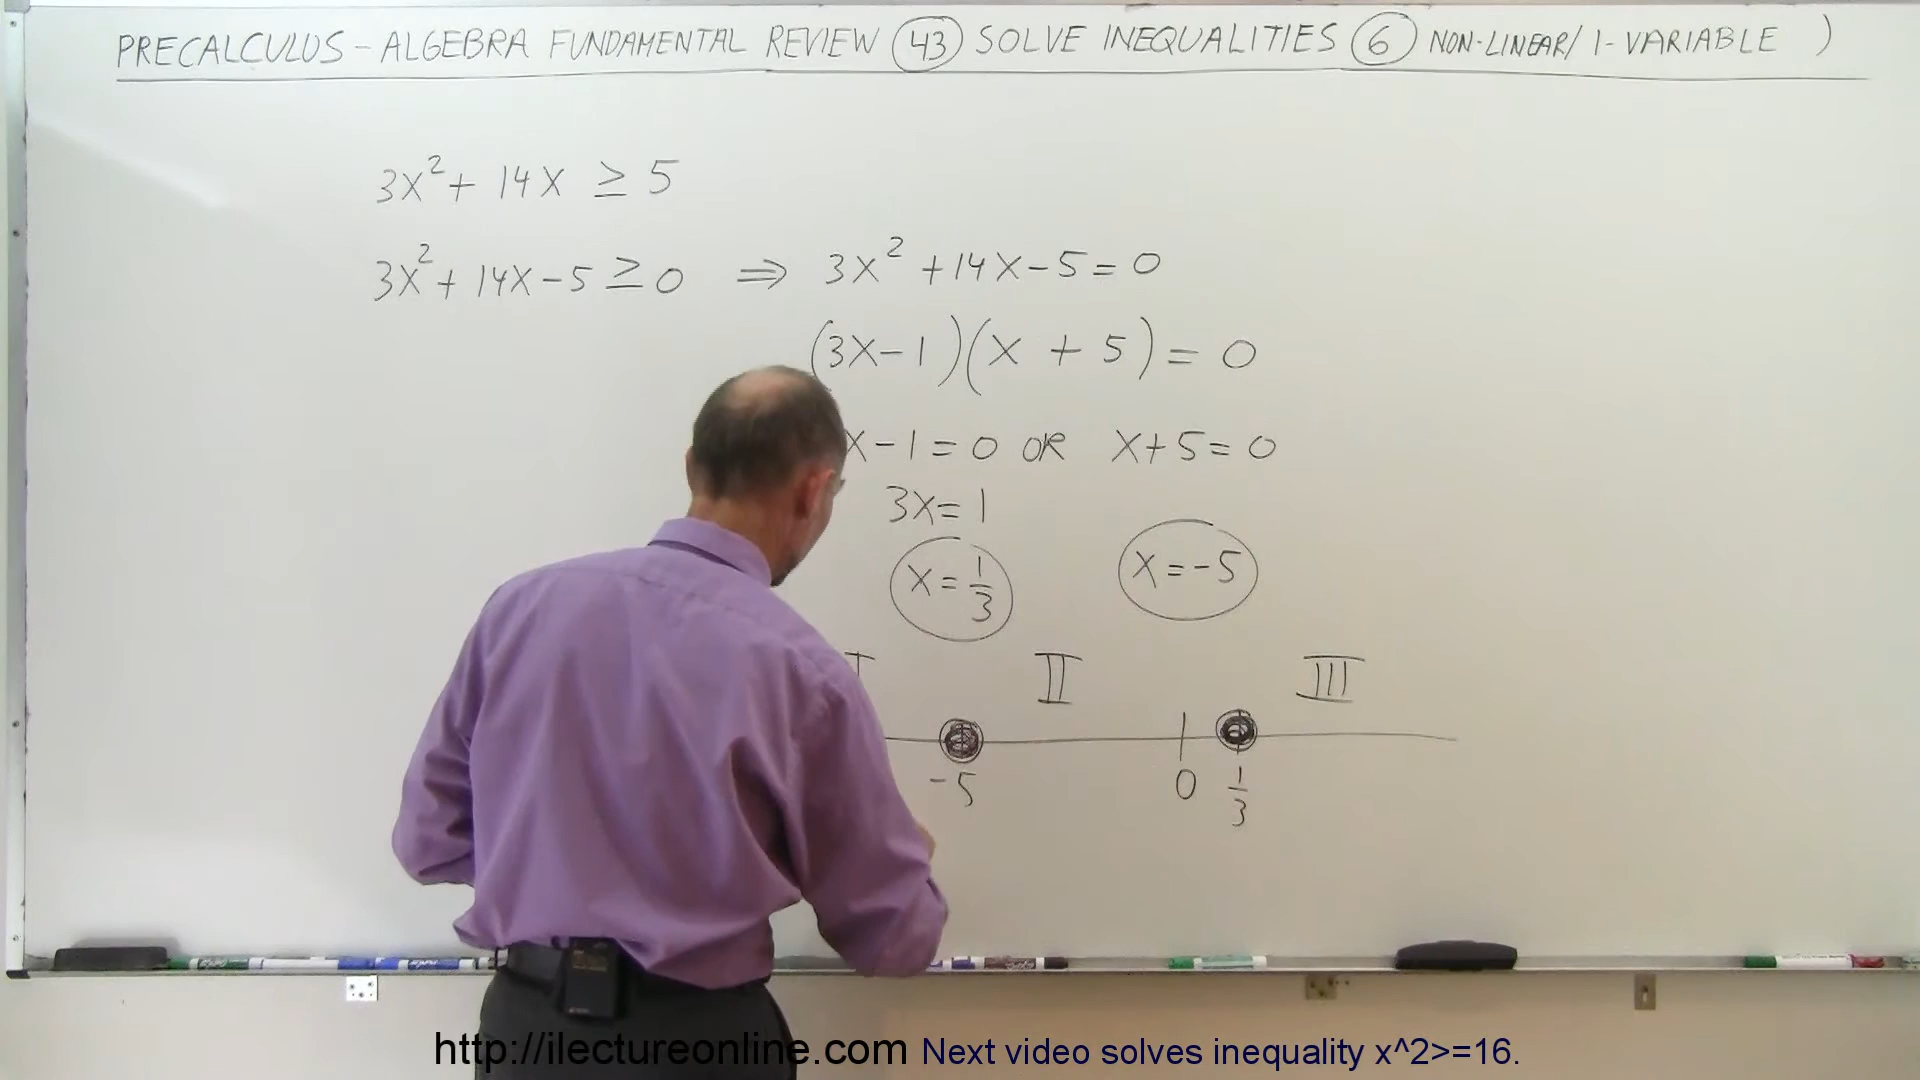 PRECALCULUS - ALGEBRA FUNDAMENTAL REVIEW (43) SOLVE INEQUALITIES (6) NON-LINEAR/ 1-VARIABLE )
3X² + 14X ≥ 5
3X² + 14X - 5 ≥ 0 ⇒ 3X² + 14X - 5 = 0
(3X - 1)(X + 5) = 0
X - 1 = 0 OR X + 5 = 0
3X = 1
X = 1/3 X = -5
I II III
-5 0 1/3
http://ilectureonline.com Next video solves inequality x^2>=16.